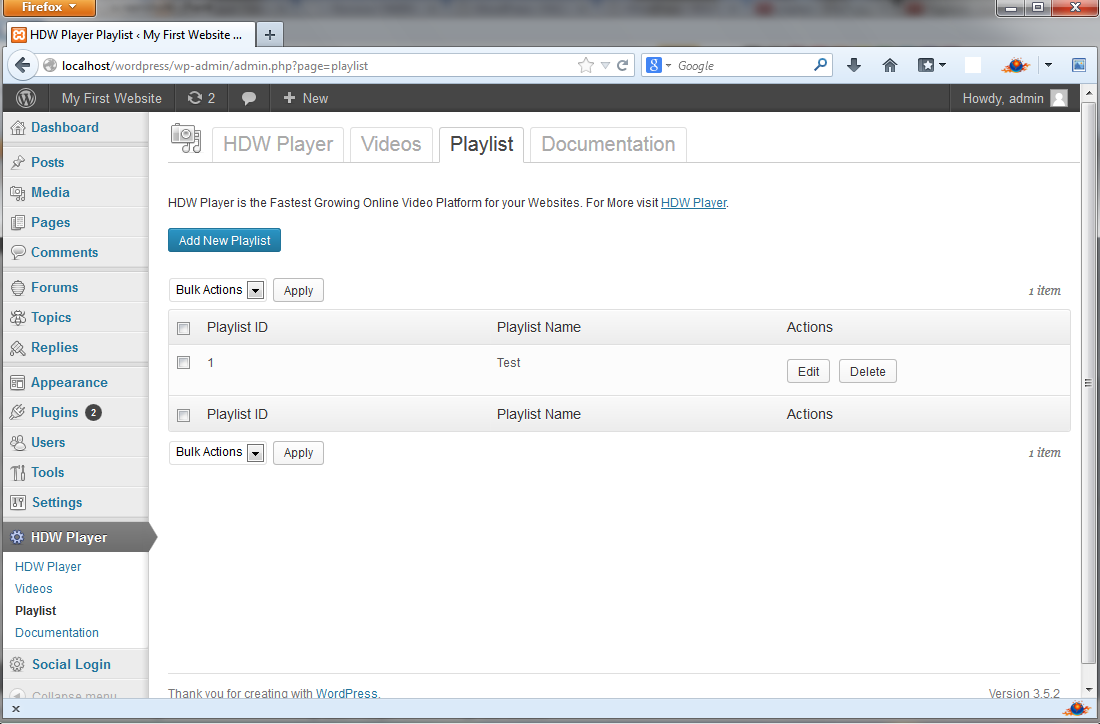 Firefox
HDW Player Playlist ‹ My First Website ...
localhost/wordpress/wp-admin/admin.php?page=playlist
Google
My First Website 2 New Howdy, admin
Dashboard
Posts
Media
Pages
Comments
Forums
Topics
Replies
Appearance
Plugins 2
Users
Tools
Settings
HDW Player
HDW Player
Videos
Playlist
Documentation
Social Login
Collapse menu
HDW Player Videos Playlist Documentation
HDW Player is the Fastest Growing Online Video Platform for your Websites. For More visit HDW Player.
Add New Playlist
Bulk Actions Apply 1 item
Playlist ID Playlist Name Actions
1 Test Edit Delete
Playlist ID Playlist Name Actions
Bulk Actions Apply 1 item
Thank you for creating with WordPress. Version 3.5.2